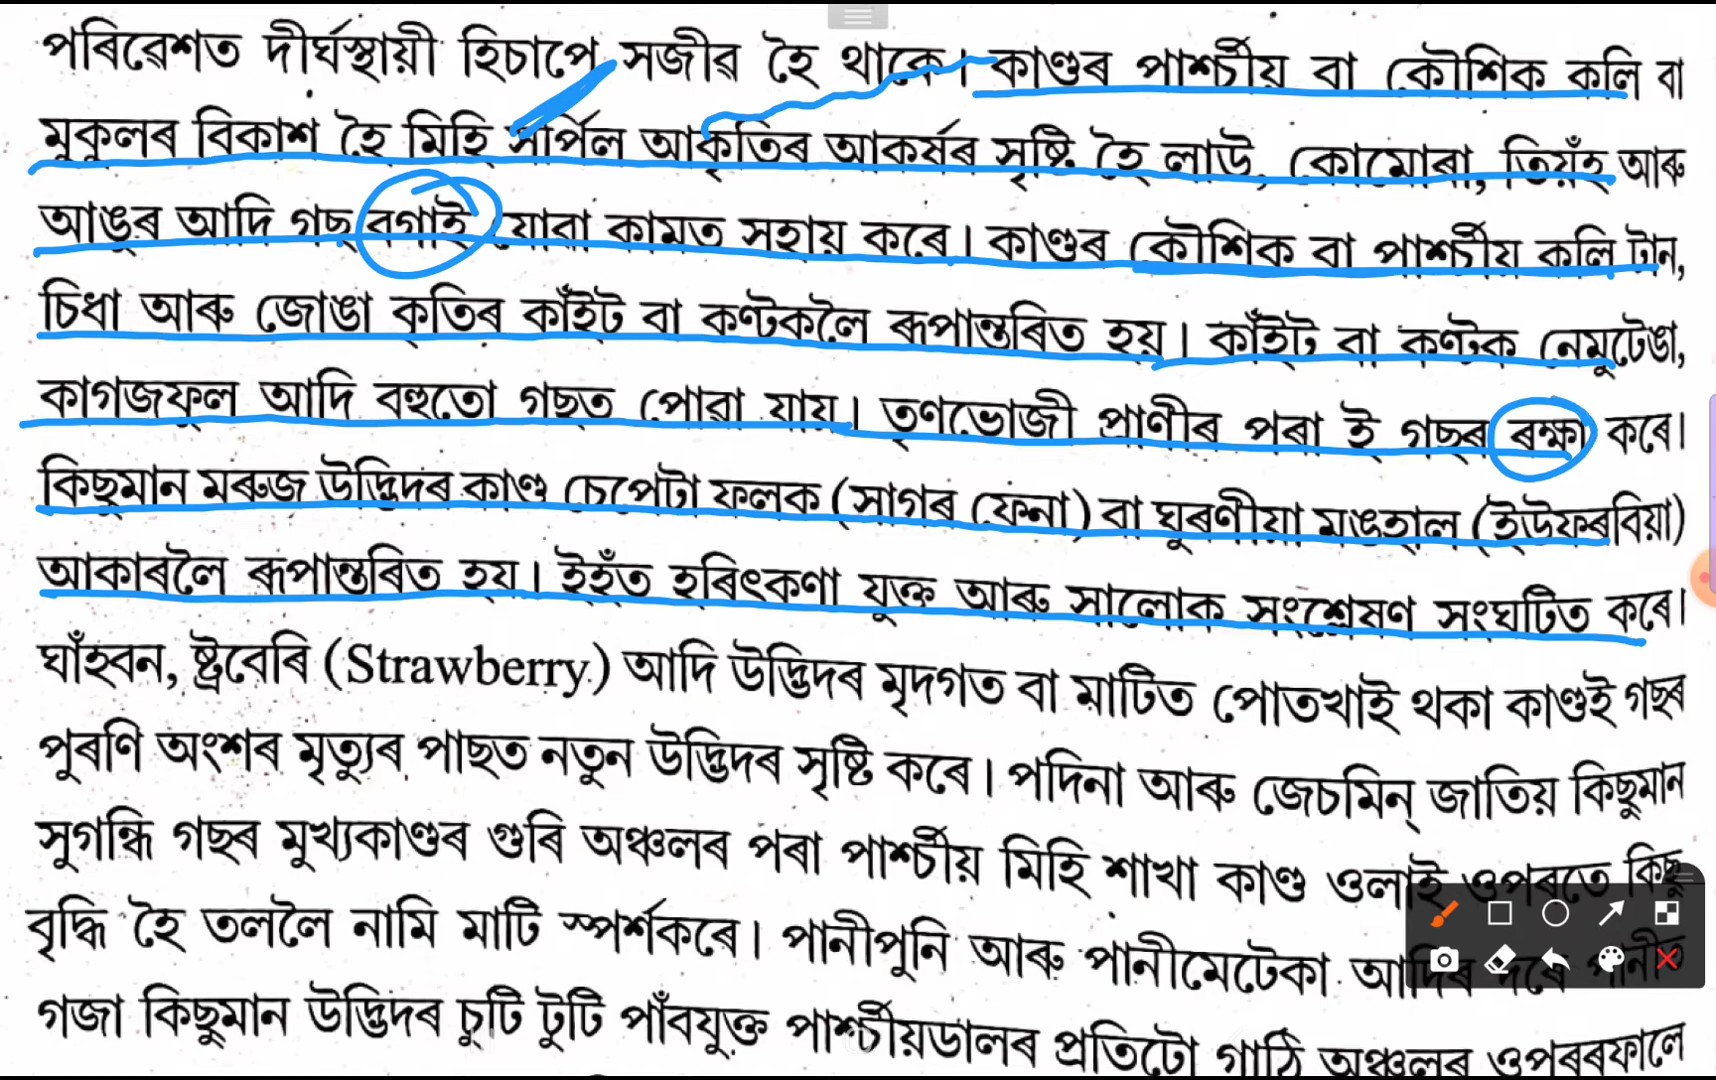 পৰিৱেশত দীৰ্ঘস্থায়ী হিচাপে সজীৱ হৈ থাকে। কাণ্ডৰ পাৰ্শ্চীয় বা কৌশিক কলি বা
মুকুলৰ বিকাশ হৈ মিহি সৰ্পিল আকৃতিৰ আকৰ্ষৰ সৃষ্টি হৈ লাউ, কোমোৰা, তিয়ঁহ আৰু
আঙুৰ আদি গছ বগাই যোৱা কামত সহায় কৰে। কাণ্ডৰ কৌশিক বা পাৰ্শ্চীয় কলি টান,
চিধা আৰু জোঙা কৃতিৰ কাঁইট বা কণ্টকলৈ ৰূপান্তৰিত হয়। কাঁইট বা কণ্টক নেমুটেঙা,
কাগজফুল আদি বহুতো গছত পোৱা যায়। তৃণভোজী প্ৰাণীৰ পৰা ই গছৰ ৰক্ষা কৰে।
কিছুমান মৰুজ উদ্ভিদৰ কাণ্ড চেপেটা ফলক (সাগৰ ফেনা) বা ঘুৰণীয়া মঙহাল (ইউফৰবিয়া)
আকাৰলৈ ৰূপান্তৰিত হয়। ইহঁত হৰিৎকণা যুক্ত আৰু সালোক সংশ্লেষণ সংঘটিত কৰে।
ঘাঁহবন, ষ্ট্ৰবেৰি (Strawberry.) আদি উদ্ভিদৰ মৃদগত বা মাটিত পোতখাই থকা কাণ্ডই গছৰ
পুৰণি অংশৰ মৃত্যুৰ পাছত নতুন উদ্ভিদৰ সৃষ্টি কৰে। পদিনা আৰু জেচমিন্ জাতিয় কিছুমান
সুগন্ধি গছৰ মুখ্যকাণ্ডৰ গুৰি অঞ্চলৰ পৰা পাৰ্শ্চীয় মিহি শাখা কাণ্ড ওলাই ওপৰতে কিছু
বৃদ্ধি হৈ তললৈ নামি মাটি স্পৰ্শকৰে। পানীপুনি আৰু পানীমেটেকা আদিৰ দৰে পানীত
গজা কিছুমান উদ্ভিদৰ চুটি টুটি পাঁবযুক্ত পাৰ্শ্চীয়ডালৰ প্ৰতিটো গাঠি অঞ্চলৰ ওপৰৰফালে